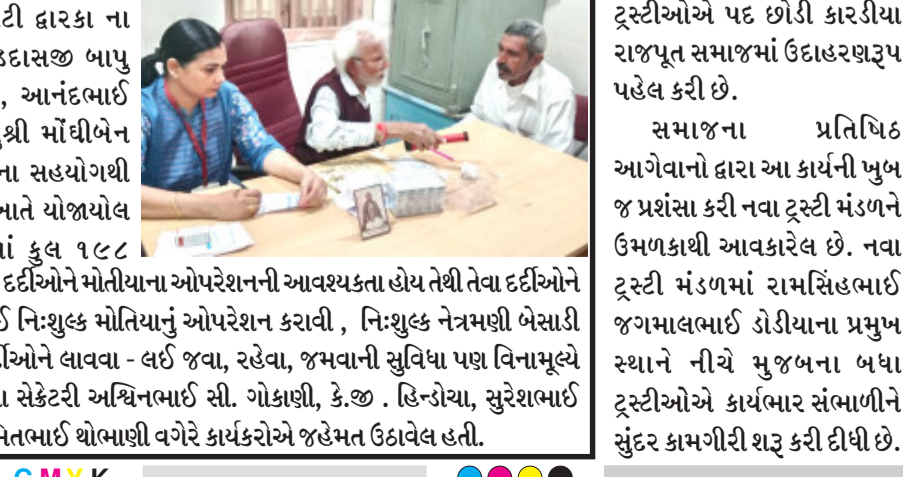 ટી દ્વારકા ના
ડદાસજી બાપુ
, આનંદભાઈ
શ્રી મોંઘીબેન
ના સહયોગથી
ખાતે યોજાયોલ
માં કુલ ૧૯૮
દર્દીઓને મોતીયાના ઓપરેશનની આવશ્યકતા હોય તેથી તેવા દર્દીઓને
ઈ નિઃશુલ્ક મોતિયાનું ઓપરેશન કરાવી , નિઃશુલ્ક નેત્રમણી બેસાડી
ર્દીઓને લાવવા - લઈ જવા, રહેવા, જમવાની સુવિધા પણ વિનામૂલ્યે
ા સેક્રેટરી અશ્વિનભાઈ સી. ગોકાણી, કે.જી . હિન્ડોચા, સુરેશભાઈ
મિતભાઈ થોભાણી વગેરે કાર્યકરોએ જહેમત ઉઠાવેલ હતી.
ટ્રસ્ટીઓએ પદ છોડી કારડીયા
રાજપૂત સમાજમાં ઉદાહરણરૂપ
પહેલ કરી છે.
સમાજના પ્રતિષિઠ
આગેવાનો દ્વારા આ કાર્યની ખુબ
જ પ્રશંસા કરી નવા ટ્રસ્ટી મંડળને
ઉમળકાથી આવકારેલ છે. નવા
ટ્રસ્ટી મંડળમાં રામસિંહભાઈ
જગમાલભાઈ ડોડીયાના પ્રમુખ
સ્થાને નીચે મુજબના બધા
ટ્રસ્ટીઓએ કાર્યભાર સંભાળીને
સુંદર કામગીરી શરૂ કરી દીધી છે.
C M Y K